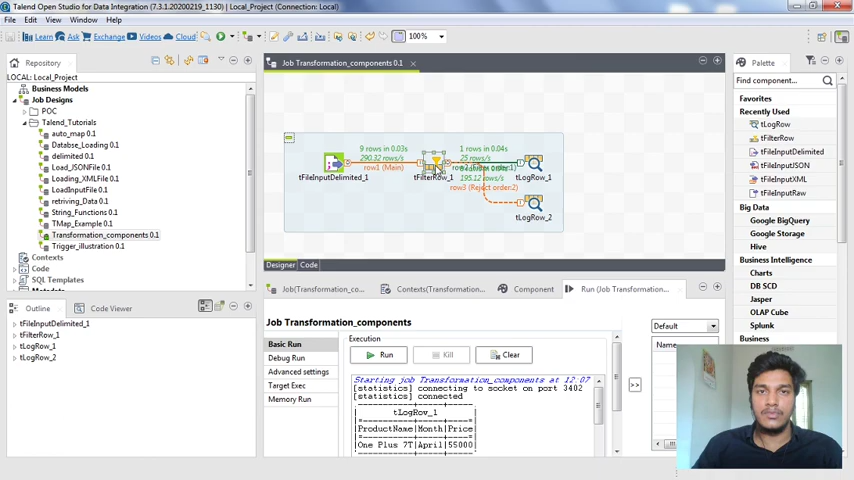 Talend Open Studio for Data Integration (7.3.1.20200219_1130) | Local_Project (Connection: Local)
File Edit View Window Help
Learn Ask Exchange Videos Cloud 100%
Repository
LOCAL: Local_Project
Business Models
Job Designs
POC
Talend_Tutorials
auto_map 0.1
Databse_Loading 0.1
delimited 0.1
Load_JSONFile 0.1
Loading_XMLFile 0.1
LoadInputFile 0.1
retriving_Data 0.1
String_Functions 0.1
TMap_Example 0.1
Transformation_components 0.1
Trigger_illustration 0.1
Contexts
Code
SQL Templates
Outline Code Viewer
tFileInputDelimited_1
tFilterRow_1
tLogRow_1
tLogRow_2
Job Transformation_components 0.1
9 rows in 0.03s
290.32 rows/s
row1 (Main)
1 rows in 0.04s
25 rows/s
195.12 rows/s
row3 (Reject order:2)
tFileInputDelimited_1
tFilterRow_1
tLogRow_1
tLogRow_2
Designer Code
Job(Transformation_co... Contexts(Transformation... Component Run (Job Transformation...
Job Transformation_components
Basic Run
Debug Run
Advanced settings
Target Exec
Memory Run
Execution
Run Kill Clear
Starting job Transformation_components at 12.07
[statistics] connecting to socket on port 3402
[statistics] connected
tLogRow_1
ProductName|Month|Price
One Plus 7T|April|55000
Default
Name
>>
Palette
Find component...
Favorites
Recently Used
tLogRow
tFilterRow
tFileInputDelimited
tFileInputJSON
tFileInputXML
tFileInputRaw
Big Data
Google BigQuery
Google Storage
Hive
Business Intelligence
Charts
DB SCD
Jasper
OLAP Cube
Splunk
Business